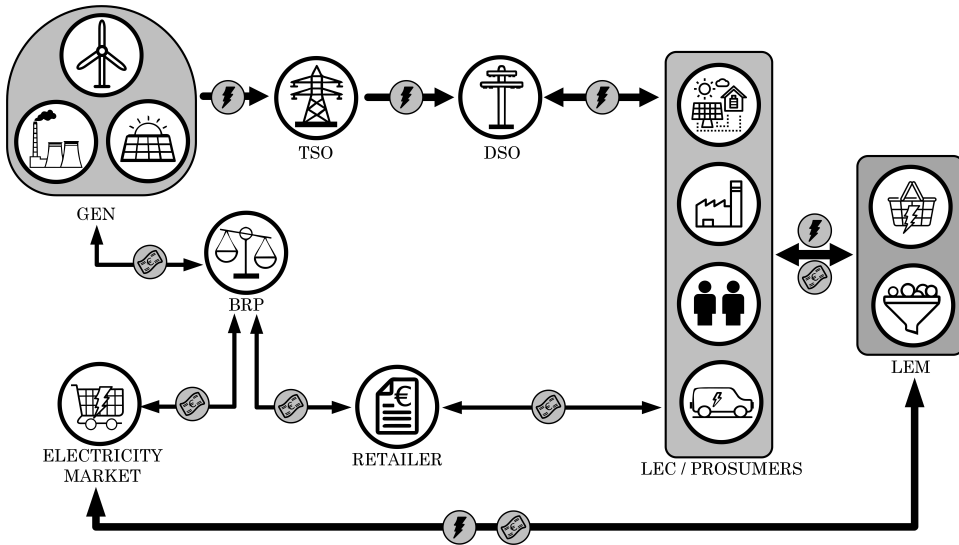 TSO
DSO
GEN
BRP
LEM
ELECTRICITY
MARKET
RETAILER
LEC / PROSUMERS